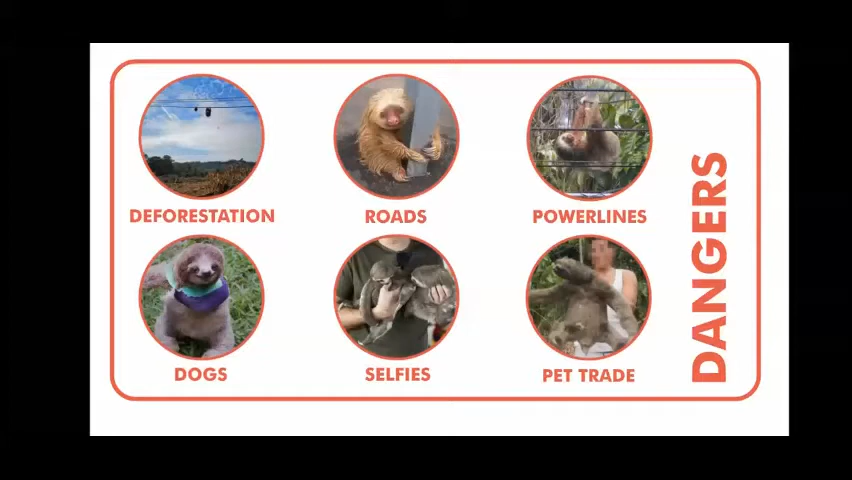 DEFORESTATION
ROADS
POWERLINES
DOGS
SELFIES
PET TRADE
DANGERS